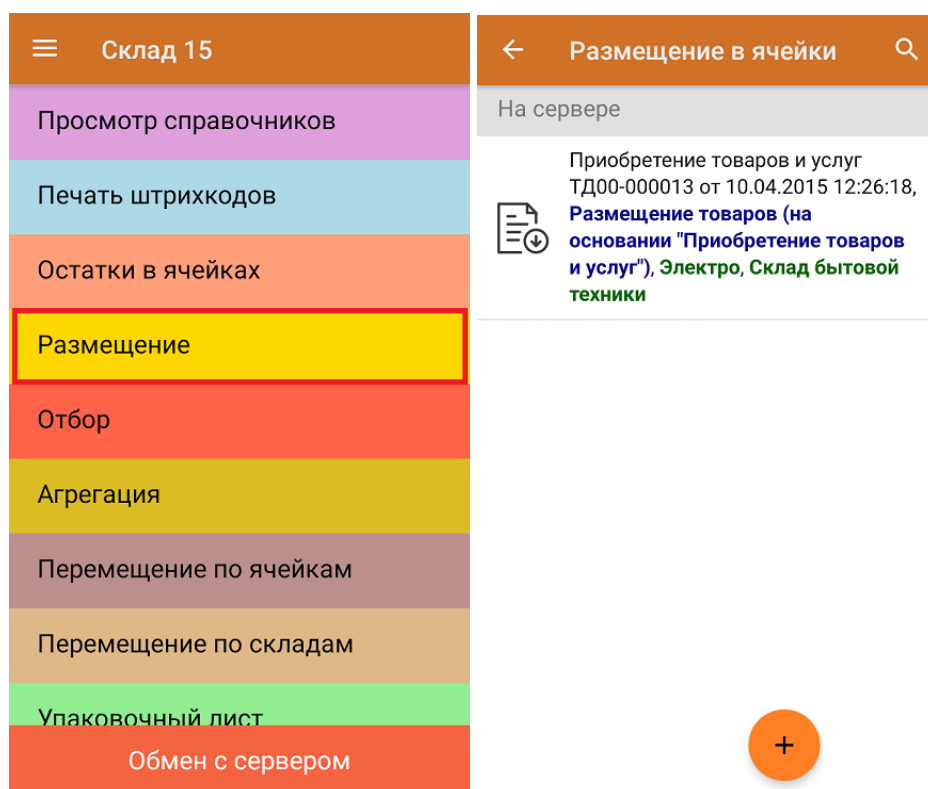 Склад 15
Просмотр справочников
Печать штрихкодов
Остатки в ячейках
Размещение
Отбор
Агрегация
Перемещение по ячейкам
Перемещение по складам
Упаковочный лист
Обмен с сервером
Размещение в ячейки
На сервере
Приобретение товаров и услуг
ТД00-000013 от 10.04.2015 12:26:18,
Размещение товаров (на
основании "Приобретение товаров
и услуг"), Электро, Склад бытовой
техники